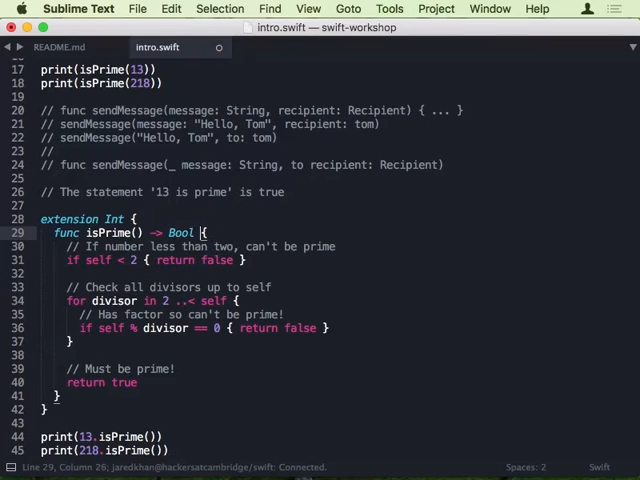 Sublime Text File Edit Selection Find View Goto Tools Project Window Help
intro.swift — swift-workshop
README.md intro.swift
16
17 print(isPrime(13))
18 print(isPrime(218))
19
20 // func sendMessage(message: String, recipient: Recipient) { ... }
21 // sendMessage(message: "Hello, Tom", recipient: tom)
22 // sendMessage("Hello, Tom", to: tom)
23 //
24 // func sendMessage(_ message: String, to recipient: Recipient)
25
26 // The statement '13 is prime' is true
27
28 extension Int {
29 func isPrime() -> Bool {
30 // If number less than two, can't be prime
31 if self < 2 { return false }
32
33 // Check all divisors up to self
34 for divisor in 2 ..< self {
35 // Has factor so can't be prime!
36 if self % divisor == 0 { return false }
37 }
38
39 // Must be prime!
40 return true
41 }
42 }
43
44 print(13.isPrime())
45 print(218.isPrime())
Line 29, Column 26; jaredkhan@hackersatcambridge/swift: Connected. Spaces: 2 Swift